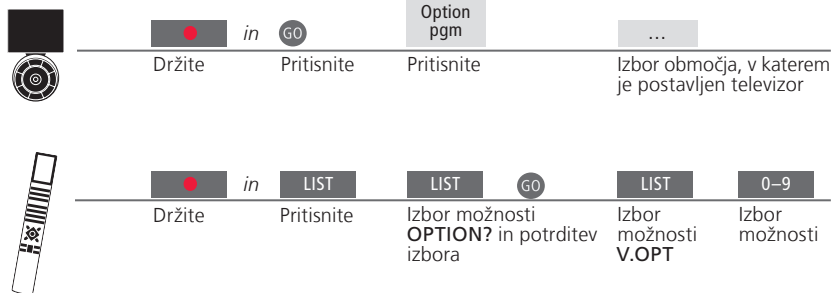 Option
pgm
in GO ...
Držite Pritisnite Pritisnite Izbor območja, v katerem
je postavljen televizor
in LIST LIST GO LIST 0–9
Držite Pritisnite Izbor možnosti Izbor Izbor
OPTION? in potrditev možnosti možnosti
izbora V.OPT